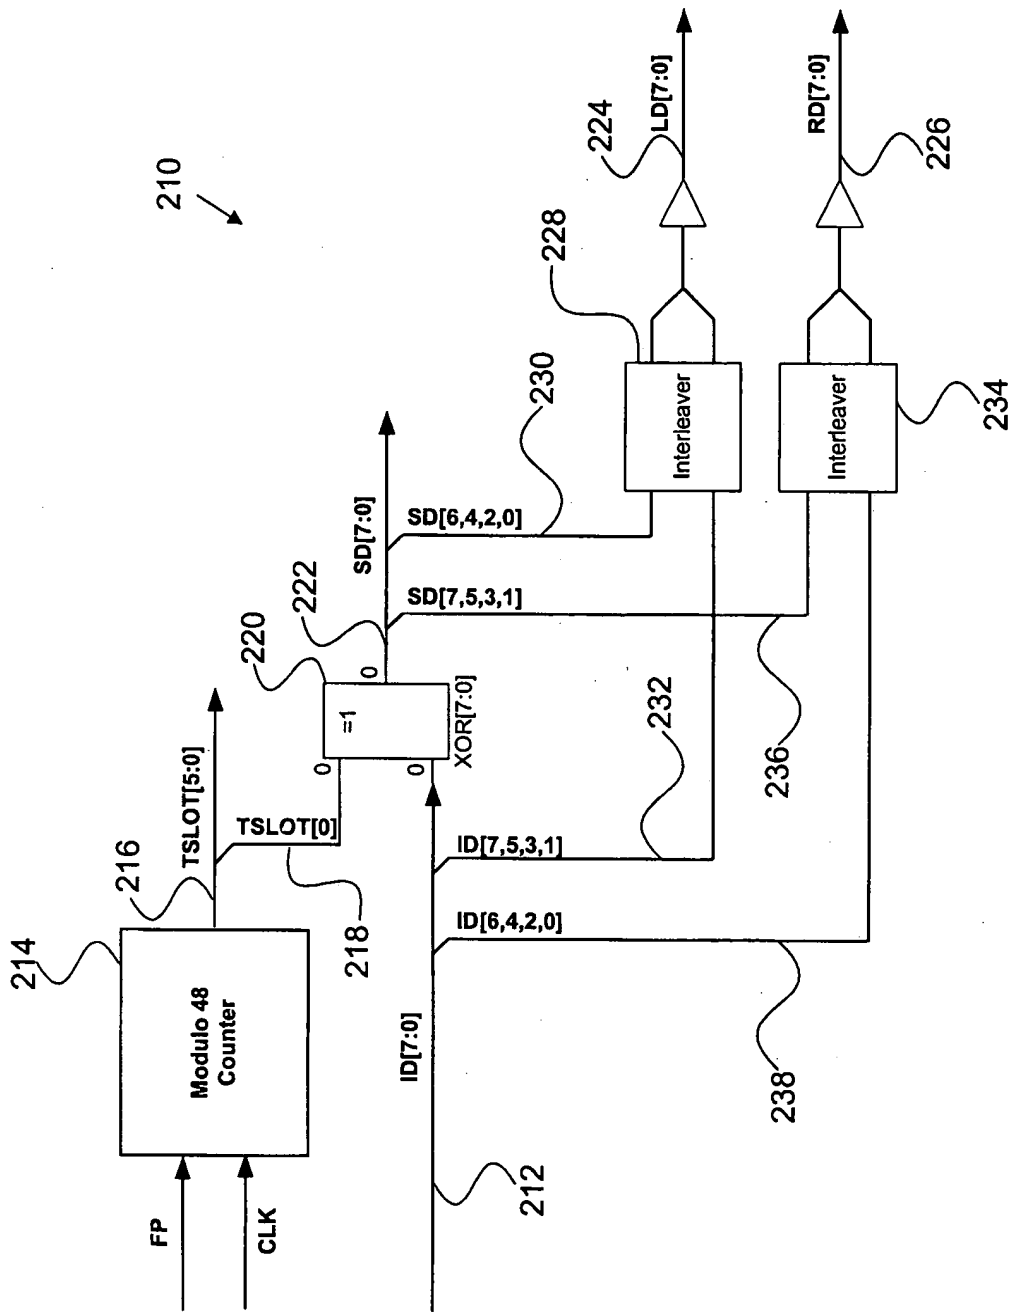 210
214
Modulo 48
Counter
FP
CLK
216
TSLOT[5:0]
TSLOT[0]
218
220
=1
0
0
0
XOR[7:0]
222
SD[7:0]
SD[6,4,2,0]
SD[7,5,3,1]
230
236
ID[7:0]
212
ID[7,5,3,1]
ID[6,4,2,0]
232
238
228
Interleaver
Interleaver
234
224
LD[7:0]
RD[7:0]
226